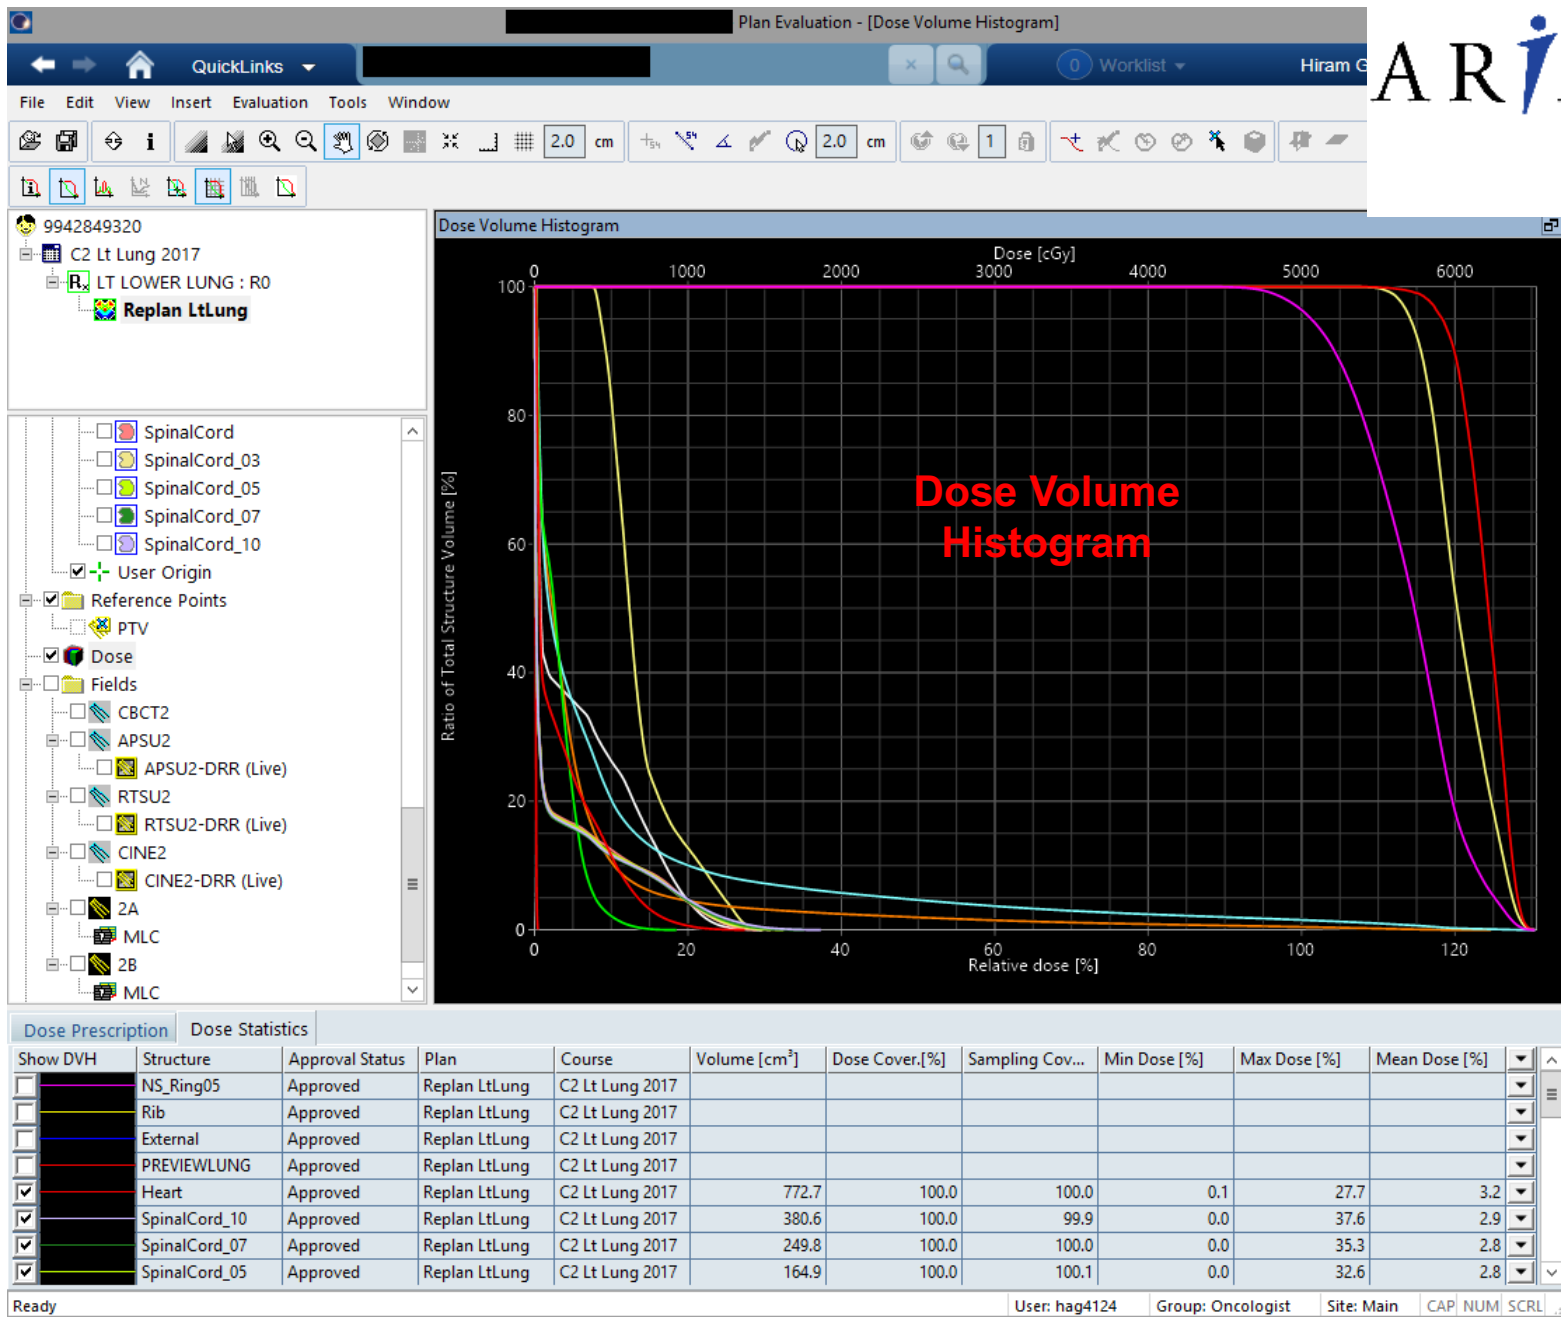 Plan Evaluation - [Dose Volume Histogram]
QuickLinks
0 Worklist
Hiram G
A R
File Edit View Insert Evaluation Tools Window
2.0 cm
2.0 cm
1
9942849320
C2 Lt Lung 2017
Rx LT LOWER LUNG : R0
Replan LtLung
SpinalCord
SpinalCord_03
SpinalCord_05
SpinalCord_07
SpinalCord_10
User Origin
Reference Points
PTV
Dose
Fields
CBCT2
APSU2
APSU2-DRR (Live)
RTSU2
RTSU2-DRR (Live)
CINE2
CINE2-DRR (Live)
2A
MLC
2B
MLC
Dose Volume Histogram
Dose [cGy]
0 1000 2000 3000 4000 5000 6000
100
80
60
40
20
0
Ratio of Total Structure Volume [%]
Dose Volume
Histogram
0 20 40 60 80 100 120
Relative dose [%]
Dose Prescription Dose Statistics
Show DVH Structure Approval Status Plan Course Volume [cm³] Dose Cover.[%] Sampling Cov... Min Dose [%] Max Dose [%] Mean Dose [%]
NS_Ring05 Approved Replan LtLung C2 Lt Lung 2017
Rib Approved Replan LtLung C2 Lt Lung 2017
External Approved Replan LtLung C2 Lt Lung 2017
PREVIEWLUNG Approved Replan LtLung C2 Lt Lung 2017
Heart Approved Replan LtLung C2 Lt Lung 2017 772.7 100.0 100.0 0.1 27.7 3.2
SpinalCord_10 Approved Replan LtLung C2 Lt Lung 2017 380.6 100.0 99.9 0.0 37.6 2.9
SpinalCord_07 Approved Replan LtLung C2 Lt Lung 2017 249.8 100.0 100.0 0.0 35.3 2.8
SpinalCord_05 Approved Replan LtLung C2 Lt Lung 2017 164.9 100.0 100.1 0.0 32.6 2.8
Ready
User: hag4124 Group: Oncologist Site: Main CAP NUM SCRL